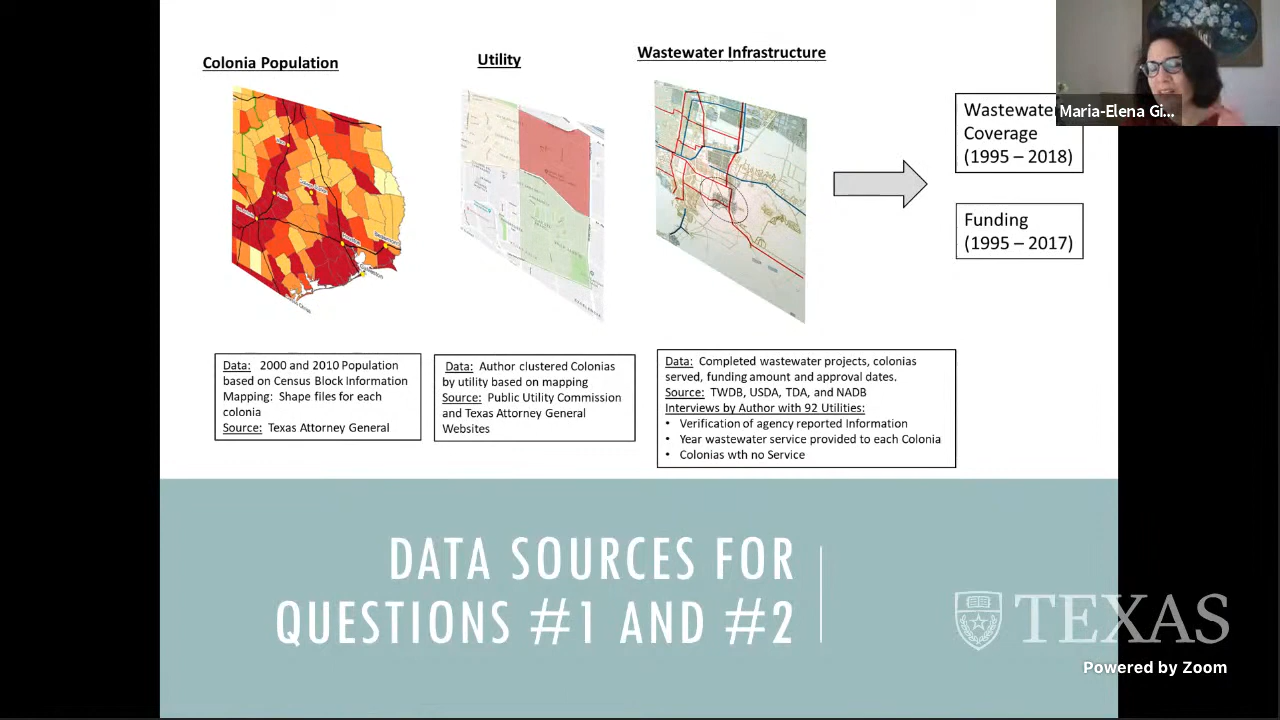 Colonia Population
Utility
Wastewater Infrastructure
Wastewater
Coverage
(1995 – 2018)
Maria-Elena Gi...
Funding
(1995 – 2017)
Data: 2000 and 2010 Population
based on Census Block Information
Mapping: Shape files for each
colonia
Source: Texas Attorney General
Data: Author clustered Colonias
by utility based on mapping
Source: Public Utility Commission
and Texas Attorney General
Websites
Data: Completed wastewater projects, colonias
served, funding amount and approval dates.
Source: TWDB, USDA, TDA, and NADB
Interviews by Author with 92 Utilities:
• Verification of agency reported Information
• Year wastewater service provided to each Colonia
• Colonias wth no Service
DATA SOURCES FOR
QUESTIONS #1 AND #2
TEXAS
Powered by Zoom